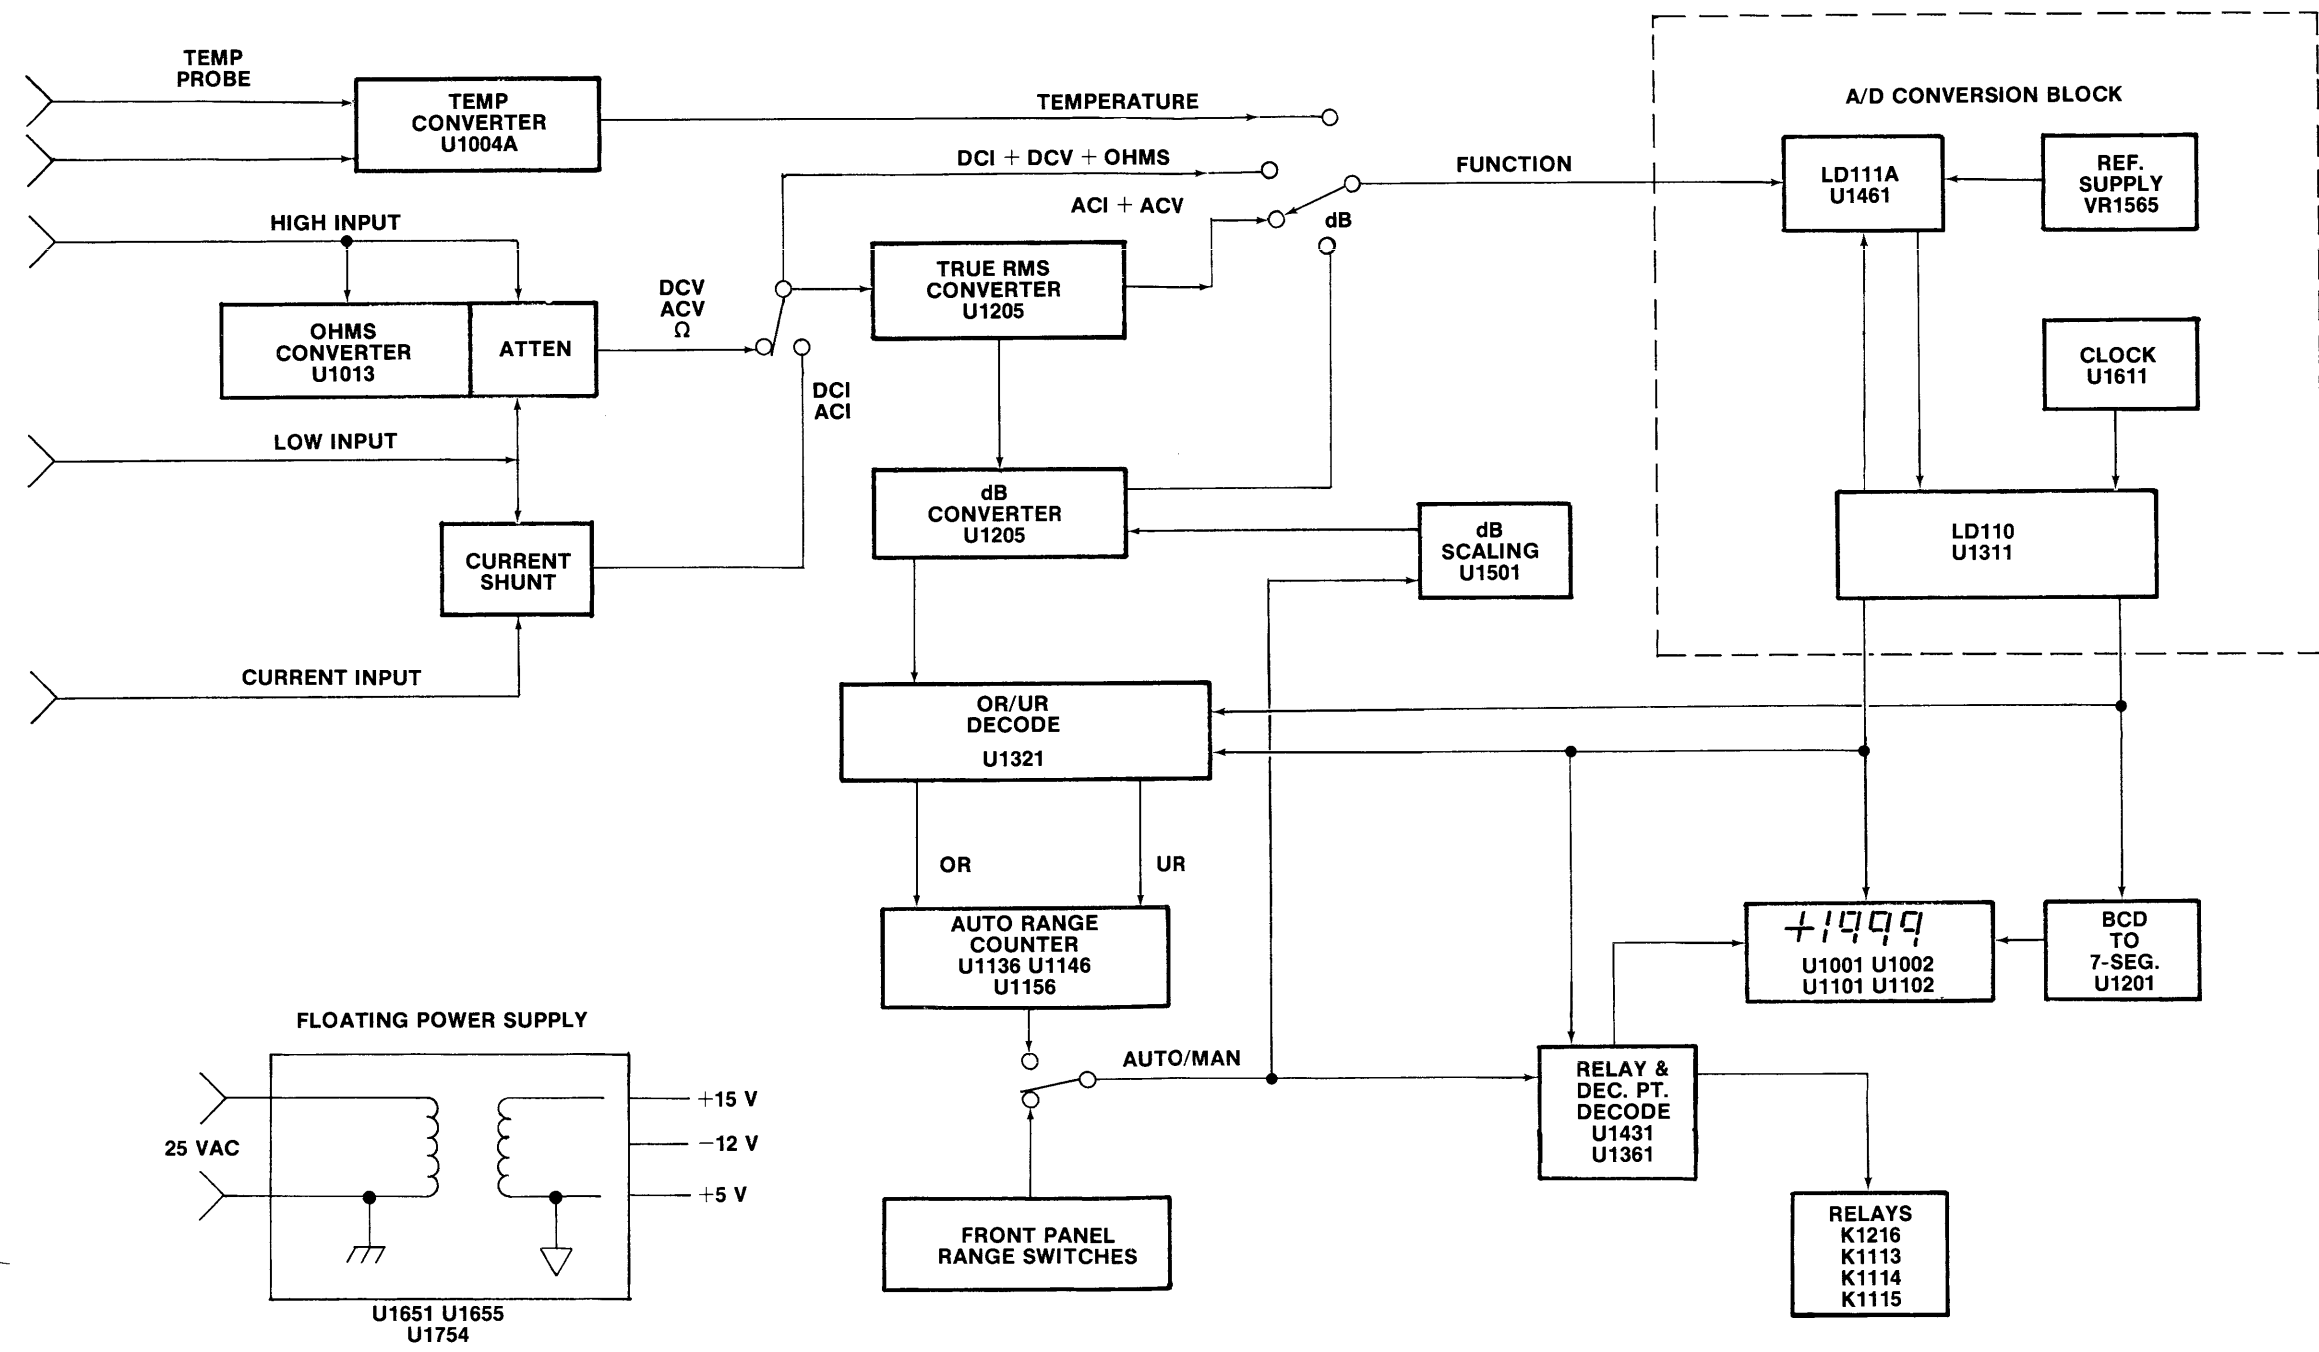 TEMP
PROBE
TEMP
CONVERTER
U1004A
TEMPERATURE
A/D CONVERSION BLOCK
DCI + DCV + OHMS
FUNCTION
LD111A
U1461
REF.
SUPPLY
VR1565
HIGH INPUT
ACI + ACV
dB
TRUE RMS
CONVERTER
U1205
DCV
ACV
Ω
OHMS
CONVERTER
U1013
ATTEN
CLOCK
U1611
DCI
ACI
LOW INPUT
dB
CONVERTER
U1205
dB
SCALING
U1501
LD110
U1311
CURRENT
SHUNT
CURRENT INPUT
OR/UR
DECODE
U1321
OR
UR
AUTO RANGE
COUNTER
U1136 U1146
U1156
+1999
U1001 U1002
U1101 U1102
BCD
TO
7-SEG.
U1201
FLOATING POWER SUPPLY
AUTO/MAN
RELAY &
DEC. PT.
DECODE
U1431
U1361
+15 V
25 VAC
−12 V
+5 V
FRONT PANEL
RANGE SWITCHES
RELAYS
K1216
K1113
K1114
K1115
U1651 U1655
U1754